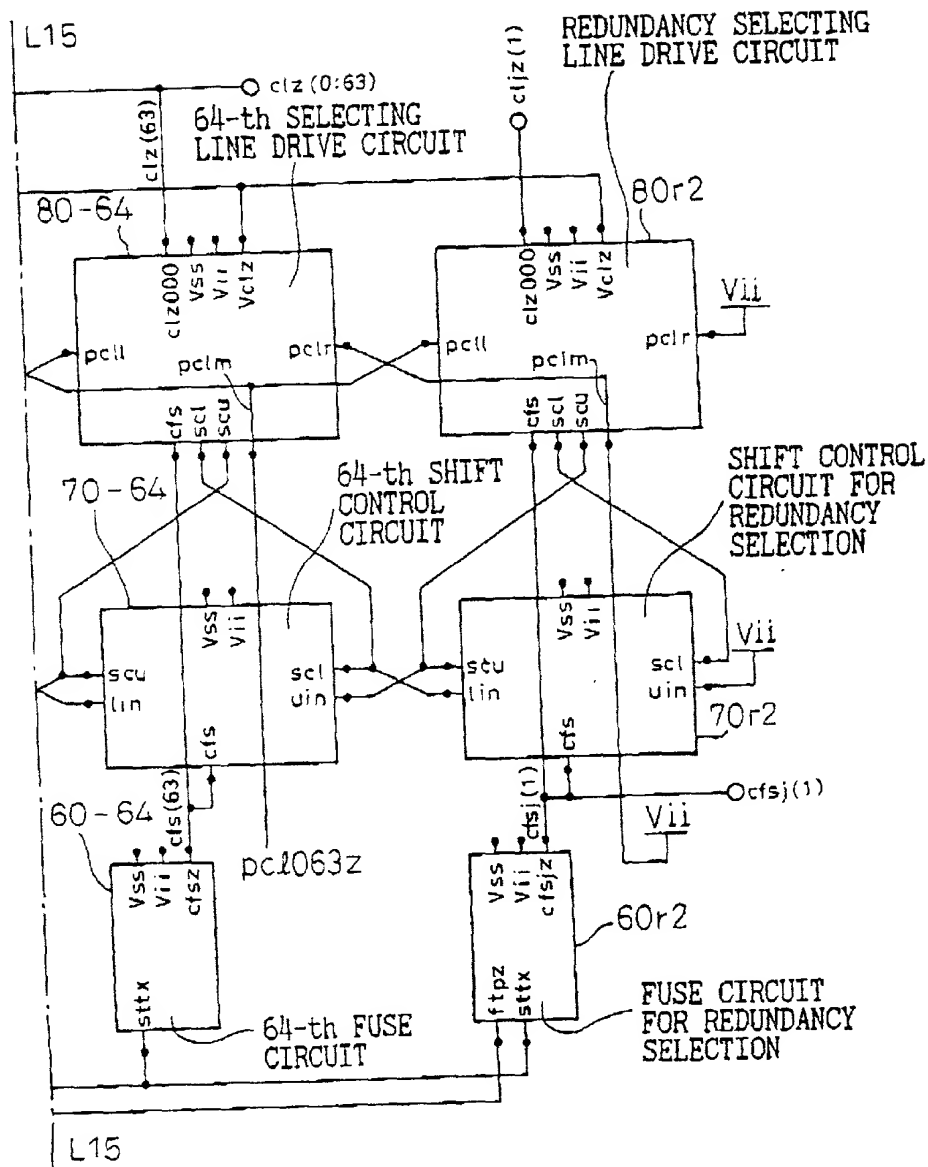 L15
REDUNDANCY SELECTING
LINE DRIVE CIRCUIT
cljz(1)
clz(0:63)
clz(63)
64-th SELECTING
LINE DRIVE CIRCUIT
80-64
80r2
clz000
Vss
Vii
Vclz
clz000
Vss
Vii
Vclz
Vii
pcll
pclr
pcll
pclr
pclm
pclm
cfs
scl
scu
cfs
scl
scu
70-64
64-th SHIFT
CONTROL
CIRCUIT
SHIFT CONTROL
CIRCUIT FOR
REDUNDANCY
SELECTION
Vss
Vii
Vss
Vii
Vii
scu
lin
scl
uin
scu
lin
scl
uin
cfs
cfs
70r2
60-64
cfs(63)
cfsj(1)
cfsj(1)
Vii
pcl063z
Vss
Vii
cfsz
Vss
Vii
cfsjz
60r2
sttx
ftpz
sttx
64-th FUSE
CIRCUIT
FUSE CIRCUIT
FOR REDUNDANCY
SELECTION
L15